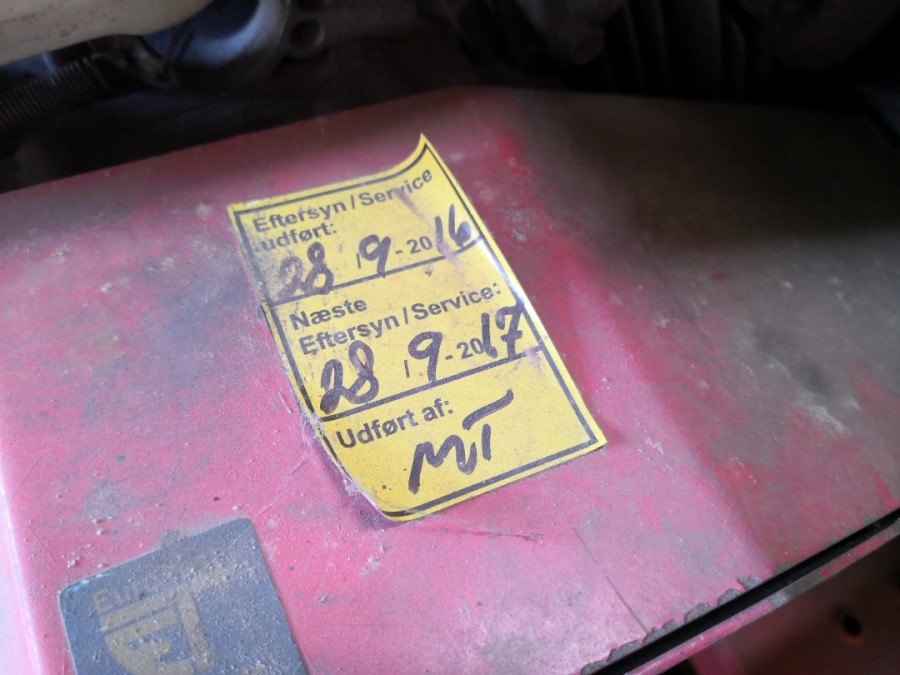 Eftersyn / Service
udført:
28 / 9 - 2016
Næste
Eftersyn / Service:
28 / 9 - 2017
Udført af:
MT